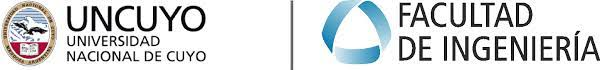 UNCUYO
UNIVERSIDAD
NACIONAL DE CUYO
FACULTAD
DE INGENIERÍA